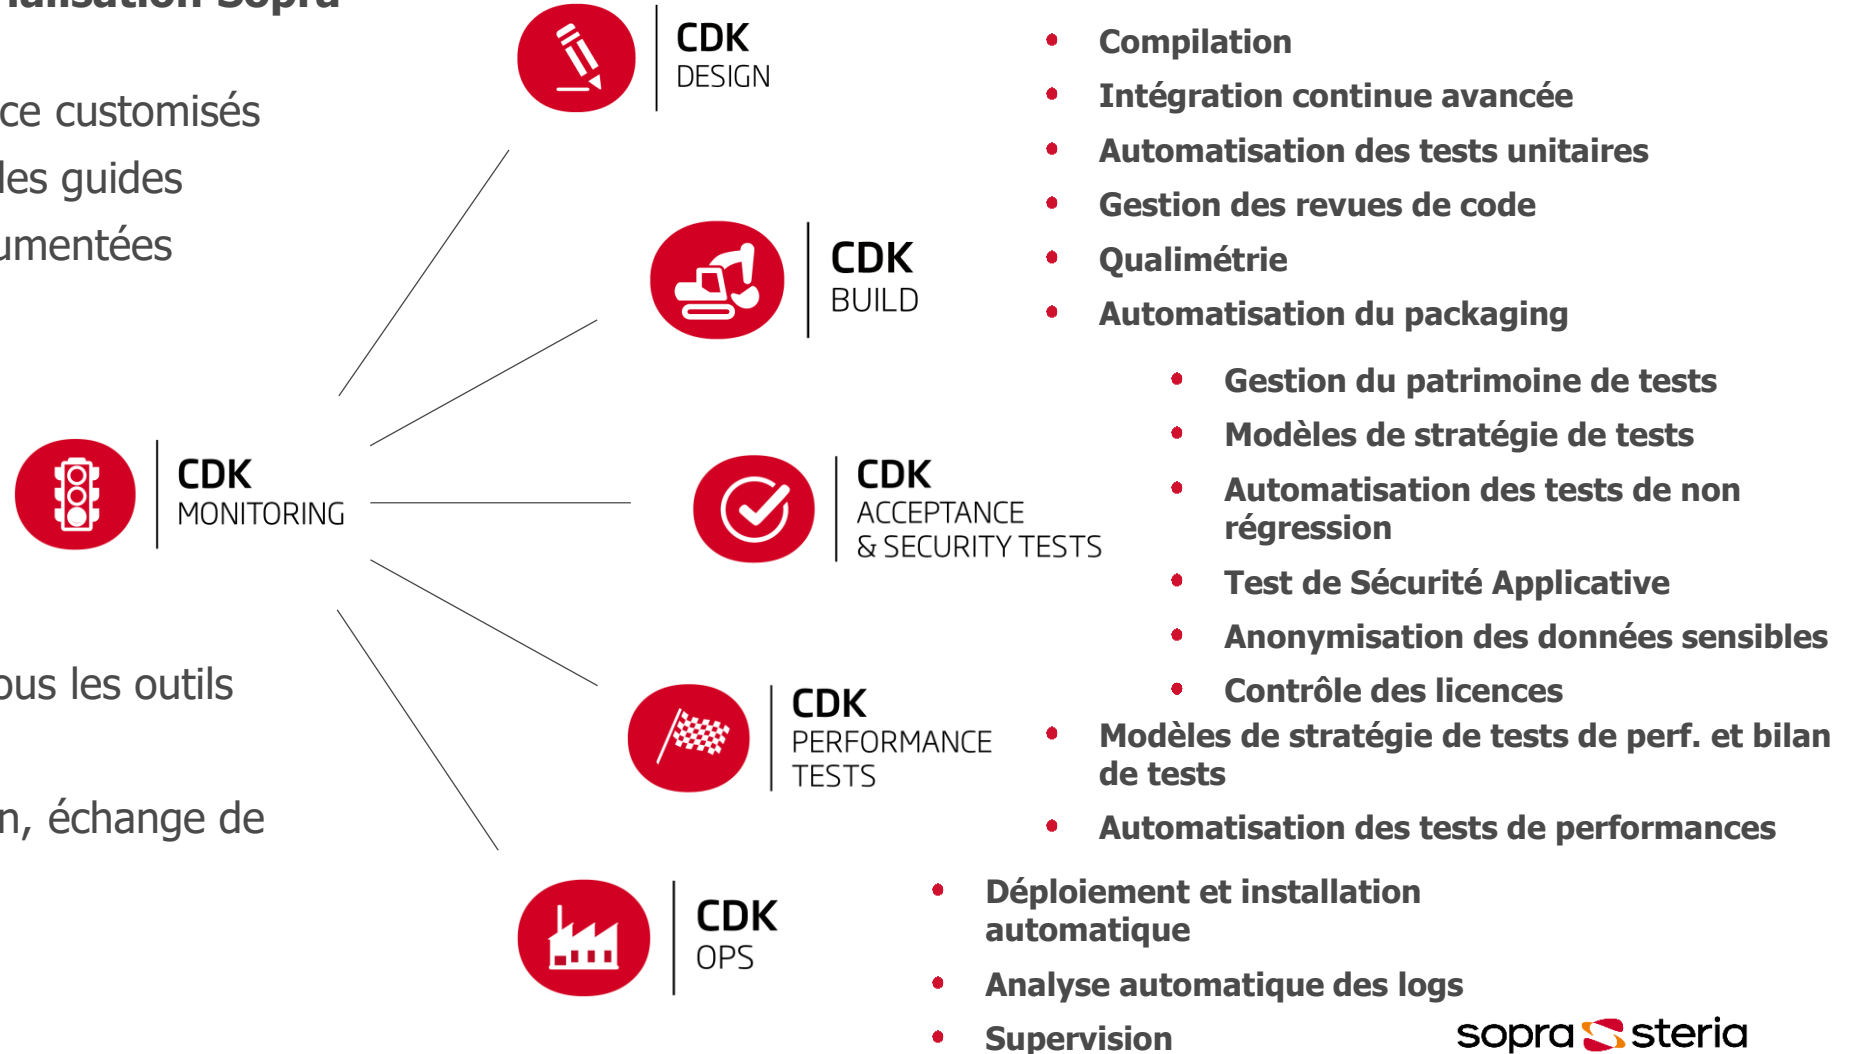 ialisation Sopra
ce customisés
les guides
umentées
CDK
MONITORING
ous les outils
n, échange de
CDK
DESIGN
CDK
BUILD
CDK
ACCEPTANCE
& SECURITY TESTS
CDK
PERFORMANCE
TESTS
CDK
OPS
• Compilation
• Intégration continue avancée
• Automatisation des tests unitaires
• Gestion des revues de code
• Qualimétrie
• Automatisation du packaging
• Gestion du patrimoine de tests
• Modèles de stratégie de tests
• Automatisation des tests de non
régression
• Test de Sécurité Applicative
• Anonymisation des données sensibles
• Contrôle des licences
• Modèles de stratégie de tests de perf. et bilan
de tests
• Automatisation des tests de performances
• Déploiement et installation
automatique
• Analyse automatique des logs
• Supervision
sopra steria